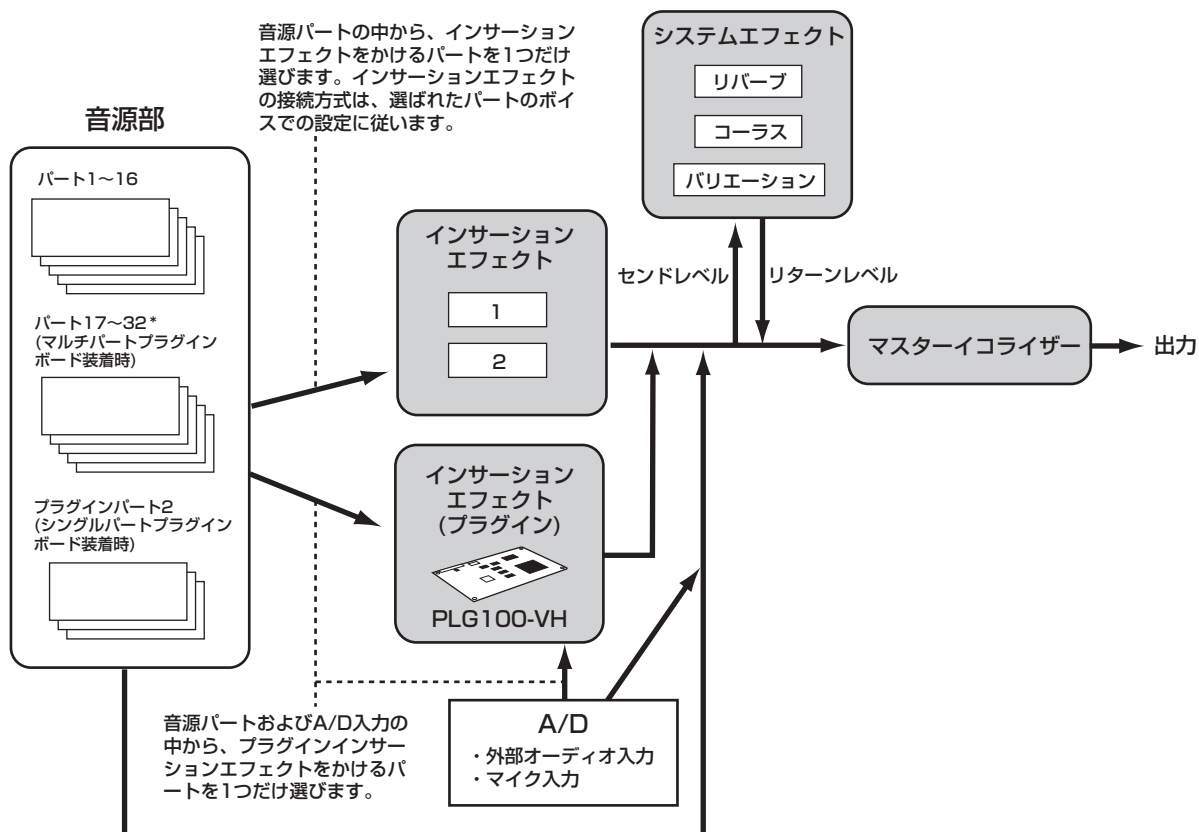 音源パートの中から、インサーション
エフェクトをかけるパートを1つだけ
選びます。インサーションエフェクト
の接続方式は、選ばれたパートのボイ
スでの設定に従います。
システムエフェクト
リバーブ
コーラス
バリエーション
音源部
パート1〜16
パート17〜32*
(マルチパートプラグイン
ボード装着時)
プラグインパート2
(シングルパートプラグイン
ボード装着時)
インサーション
エフェクト
1
2
センドレベル
リターンレベル
マスターイコライザー
出力
インサーション
エフェクト
(プラグイン)
PLG100-VH
音源パートおよびA/D入力の
中から、プラグインインサー
ションエフェクトをかけるパ
ートを1つだけ選びます。
A/D
・外部オーディオ入力
・マイク入力